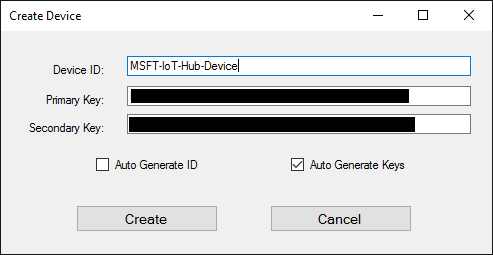 Create Device
Device ID: MSFT-IoT-Hub-Device
Primary Key:
Secondary Key:
Auto Generate ID Auto Generate Keys
Create Cancel